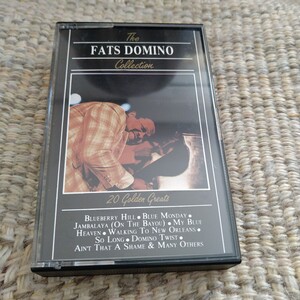 The
FATS DOMINO
Collection
20 Golden Greats
BLUEBERRY HILL • BLUE MONDAY •
JAMBALAYA (ON THE BAYOU) • MY BLUE
HEAVEN • WALKING TO NEW ORLEANS •
SO LONG • DOMINO TWIST •
AIN'T THAT A SHAME & MANY OTHERS